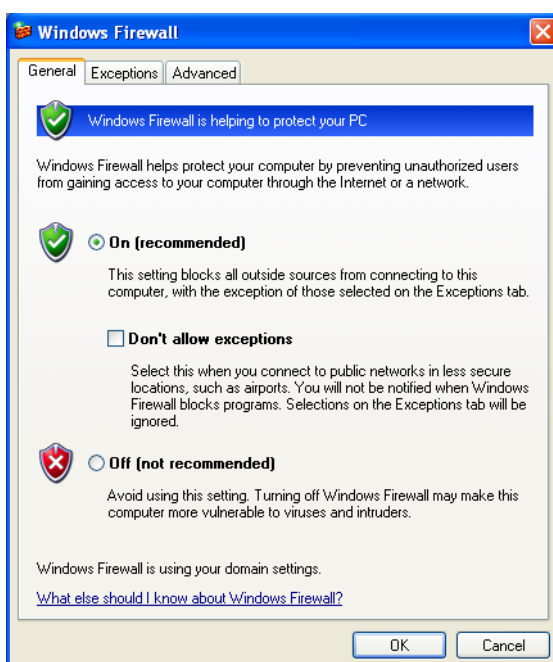 Windows Firewall
General Exceptions Advanced
Windows Firewall is helping to protect your PC
Windows Firewall helps protect your computer by preventing unauthorized users
from gaining access to your computer through the Internet or a network.
On (recommended)
This setting blocks all outside sources from connecting to this
computer, with the exception of those selected on the Exceptions tab.
Don't allow exceptions
Select this when you connect to public networks in less secure
locations, such as airports. You will not be notified when Windows
Firewall blocks programs. Selections on the Exceptions tab will be
ignored.
Off (not recommended)
Avoid using this setting. Turning off Windows Firewall may make this
computer more vulnerable to viruses and intruders.
Windows Firewall is using your domain settings.
What else should I know about Windows Firewall?
OK Cancel